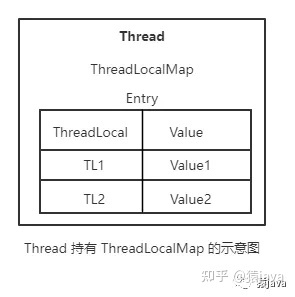 Thread
ThreadLocalMap
Entry
ThreadLocal Value
TL1 Value1
TL2 Value2
Thread 持有 ThreadLocalMap 的示意图
知乎 @猿java
猿java